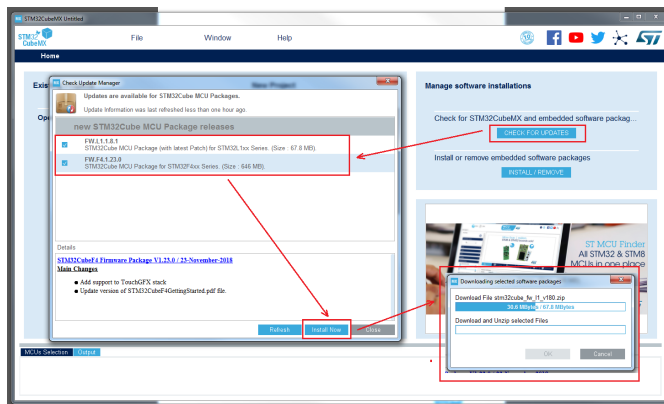 STM32CubeMX Untitled
STM32
CubeMX
File
Window
Help
Home
Exis
New Project
Manage software installations
Check Update Manager
Updates are available for STM32Cube MCU Packages.
Update Information was last refreshed less than one hour ago.
new STM32Cube MCU Package releases
FW.L1.1.8.1
STM32Cube MCU Package (with latest Patch) for STM32L1xx Series. (Size : 67.8 MB).
FW.F4.1.23.0
STM32Cube MCU Package for STM32F4xx Series. (Size : 646 MB).
Details
STM32CubeF4 Firmware Package V1.23.0 / 23-November-2018
Main Changes
Add support to TouchGFX stack
Update version of STM32CubeF4GettingStarted.pdf file.
Refresh
Install Now
Close
Check for STM32CubeMX and embedded software packag...
CHECK FOR UPDATES
Install or remove embedded software packages
INSTALL / REMOVE
ST MCU Finder
All STM32 & STM8
MCUs in one place
Downloading selected software packages
Download File stm32cube_fw_l1_v180.zip
30.6 MBytes / 67.8 MBytes
Download and Unzip selected Files
OK
Cancel
MCUs Selection
Output